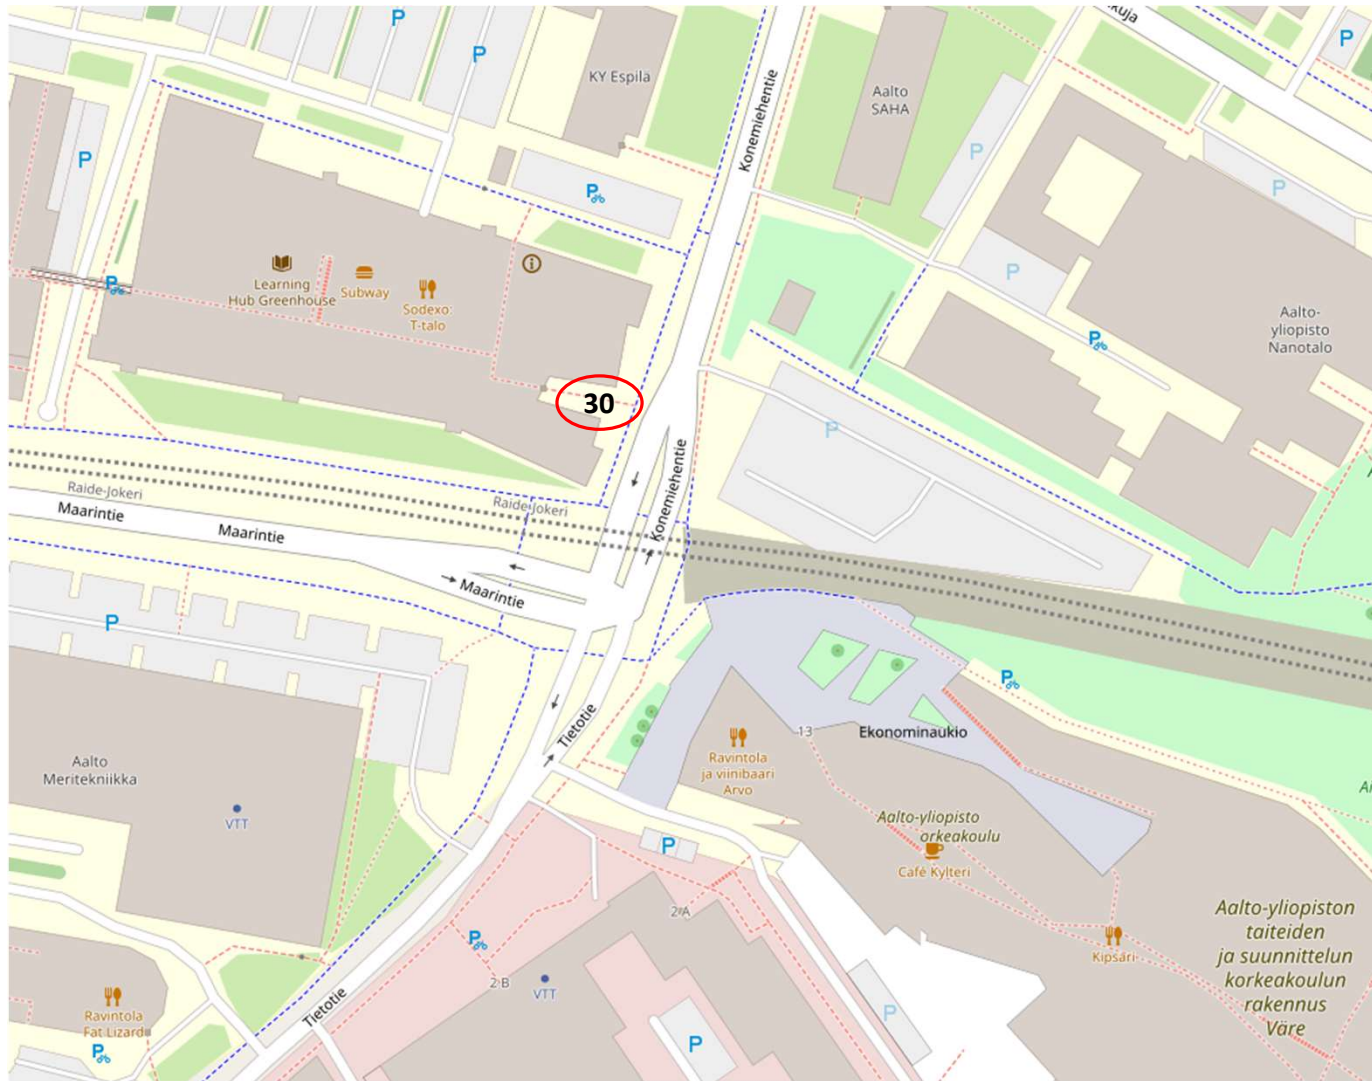 P
P
P
KY Espilä
Konemiehentie
Aalto
SAHA
kuja
P
P
P
P
P
P
i
Learning
Hub Greenhouse
Subway
Sodexo:
T-talo
P
P
P
Aalto-
yliopisto
Nanotalo
30
P
Raide-Jokeri
Raide-Jokeri
Konemiehentie
Maarintie
Maarintie
Maarintie
P
P
Tietotie
13
Ekonominaukio
Ravintola
ja viinibaari
Arvo
Aalto
Meritekniikka
VTT
Aalto-yliopisto
orkeakoulu
Café Kylteri
P
2 A
Kipsari
Aalto-yliopiston
taiteiden
ja suunnittelun
korkeakoulun
rakennus
Väre
P
2 B
VTT
Tietotie
Ravintola
Fat Lizard
P
P
P